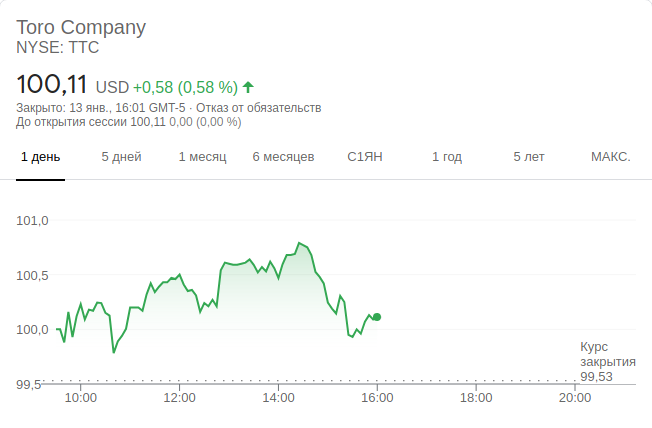 Toro Company
NYSE: TTC
100,11 USD +0,58 (0,58 %)
Закрыто: 13 янв., 16:01 GMT-5 · Отказ от обязательств
До открытия сессии 100,11 0,00 (0,00 %)
1 день 5 дней 1 месяц 6 месяцев С1ЯН 1 год 5 лет МАКС.
101,0
100,5
100,0
Курс
закрытия
99,53
99,5
10:00 12:00 14:00 16:00 18:00 20:00